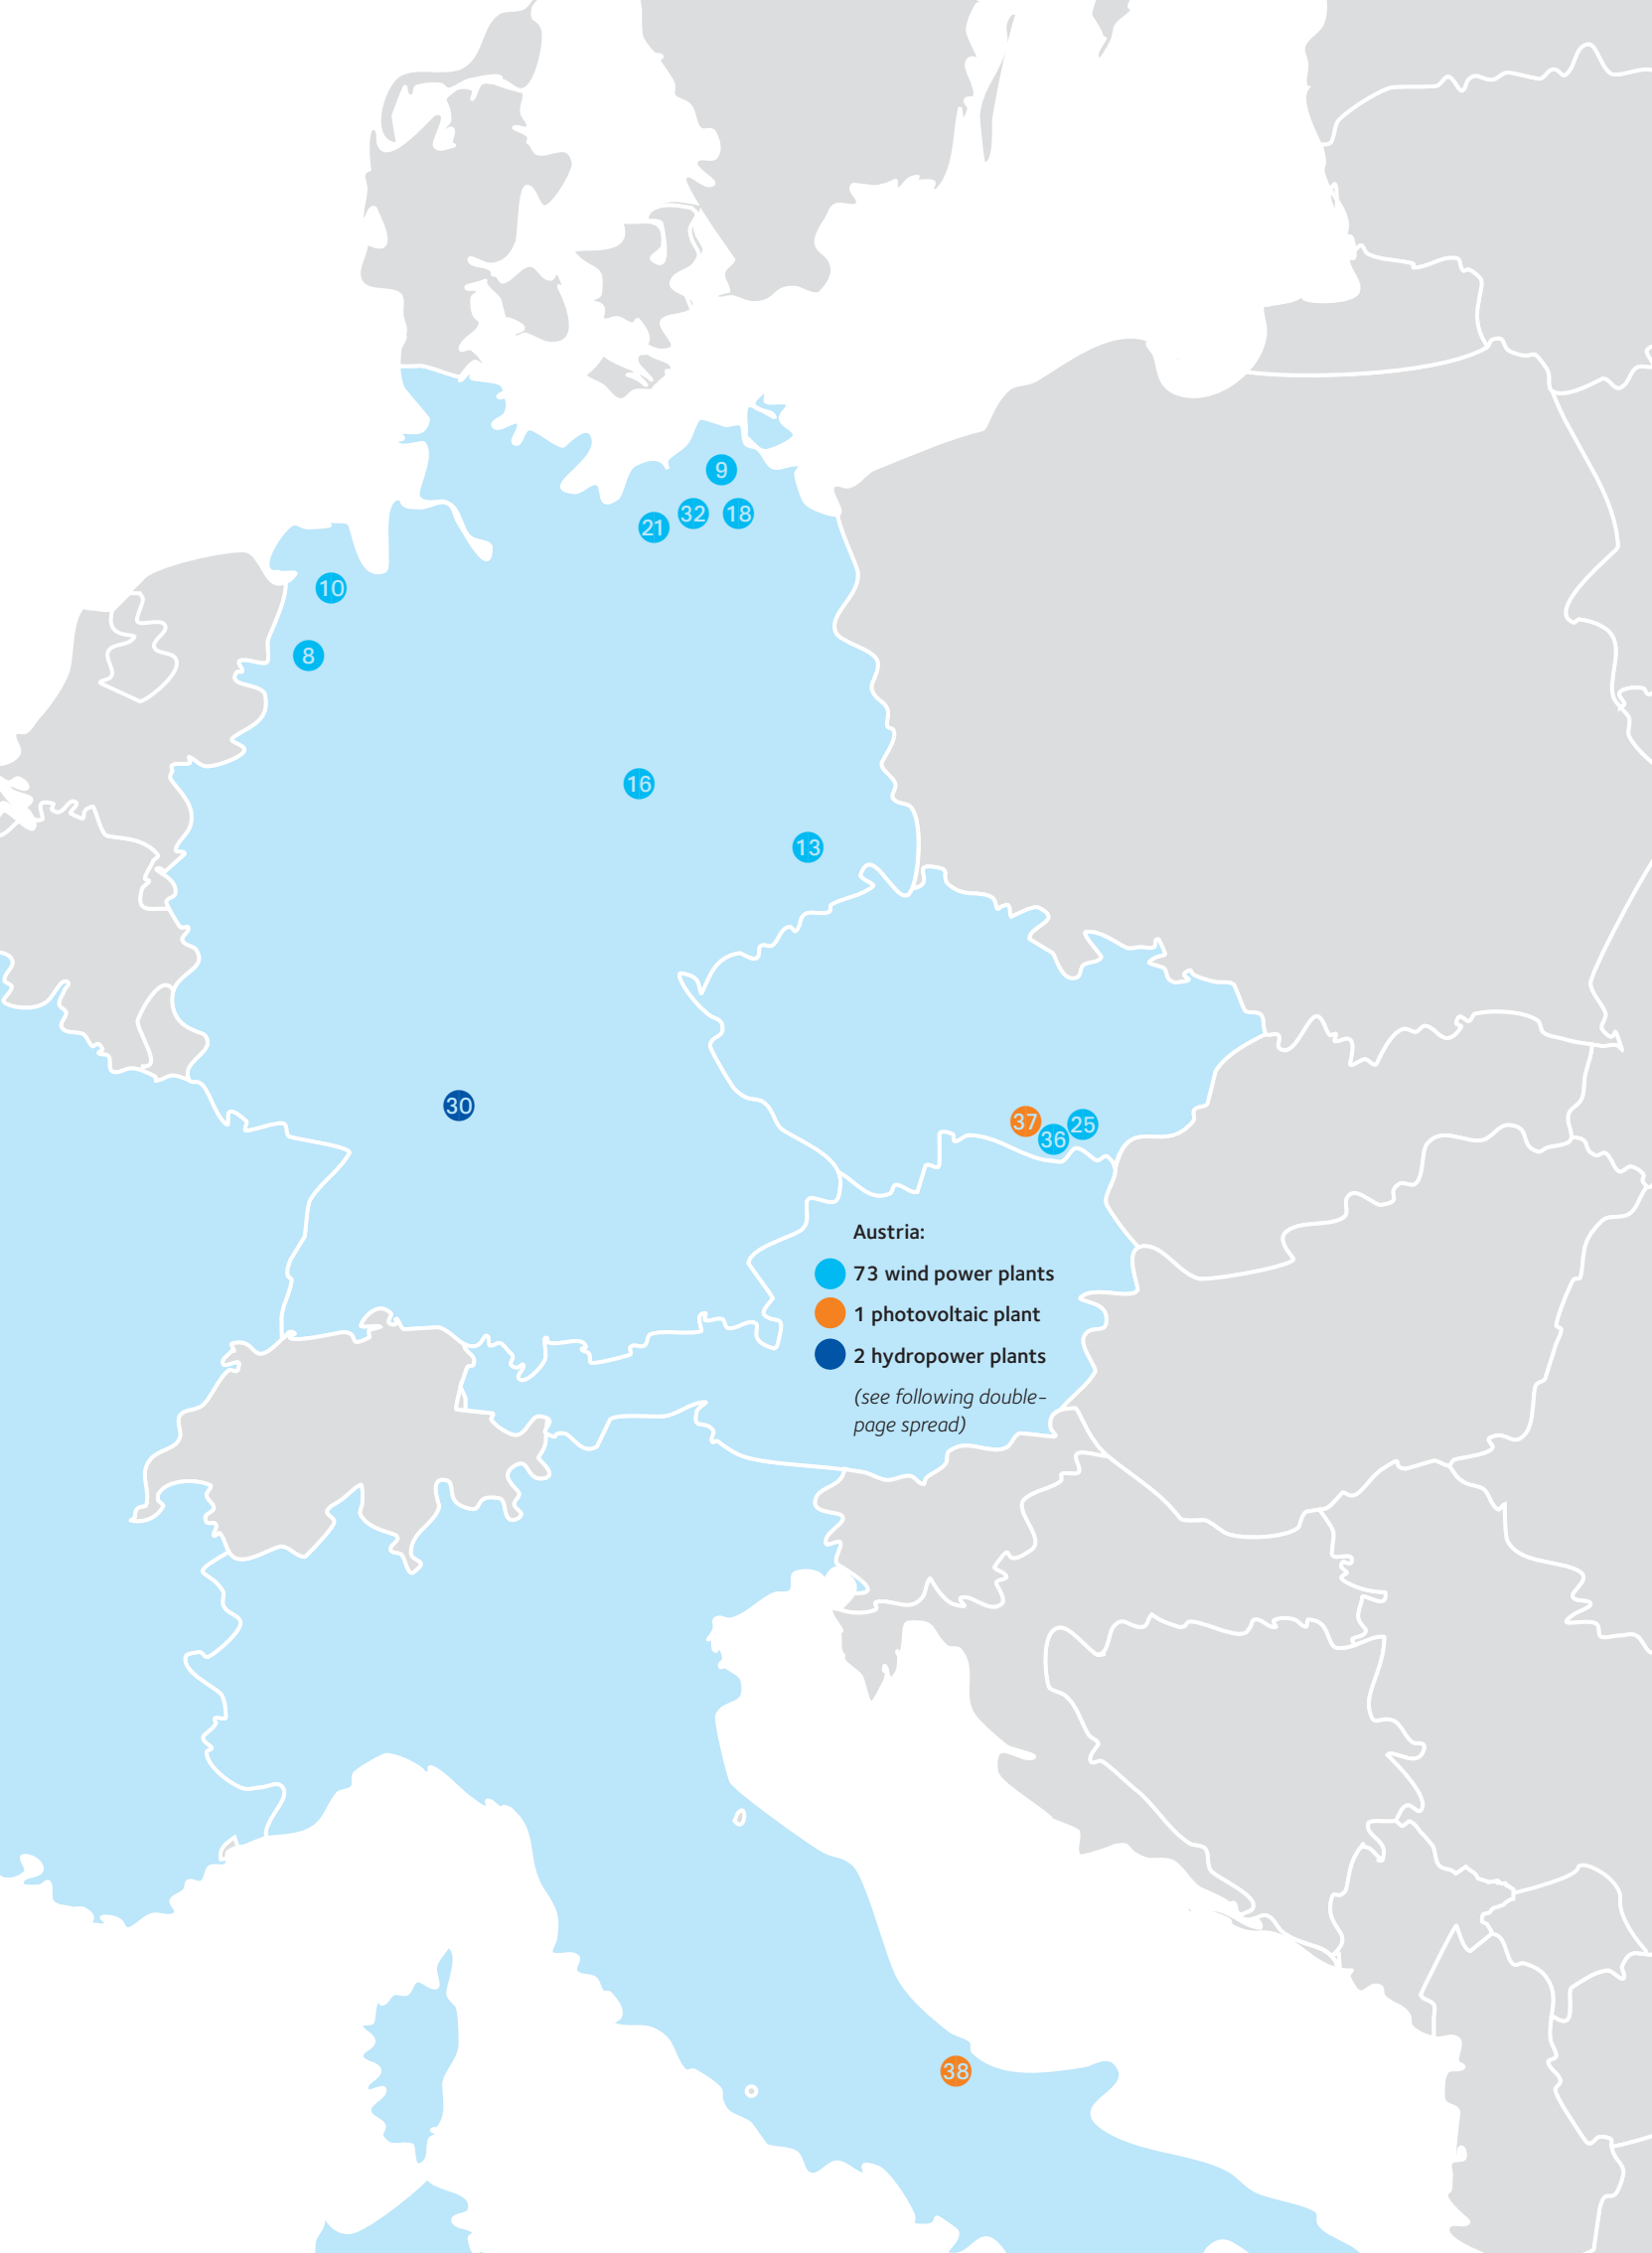 9
32
18
21
10
8
16
13
30
37
25
36
Austria:
73 wind power plants
1 photovoltaic plant
2 hydropower plants
(see following double-
page spread)
38